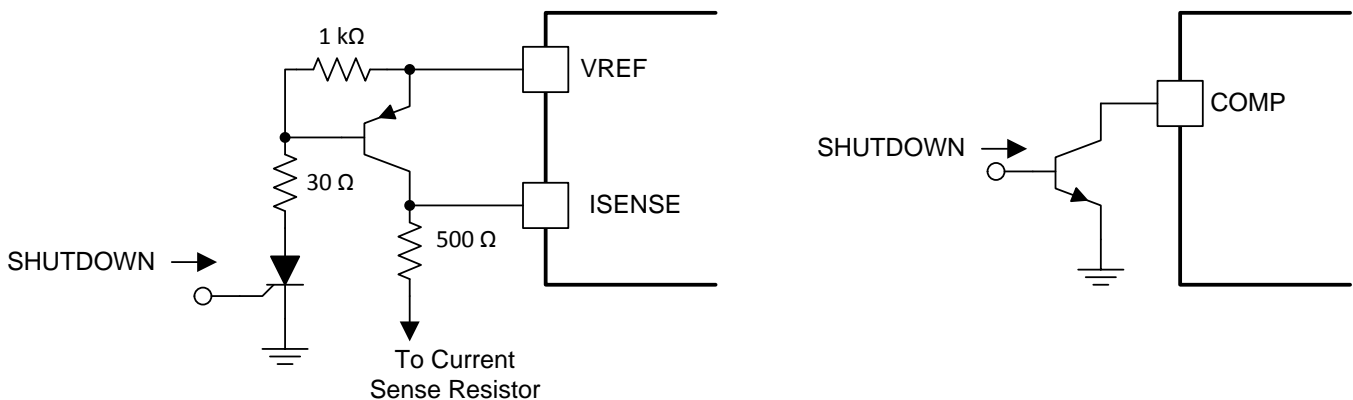 1 kΩ
VREF
30 Ω
SHUTDOWN
ISENSE
500 Ω
To Current
Sense Resistor
COMP
SHUTDOWN